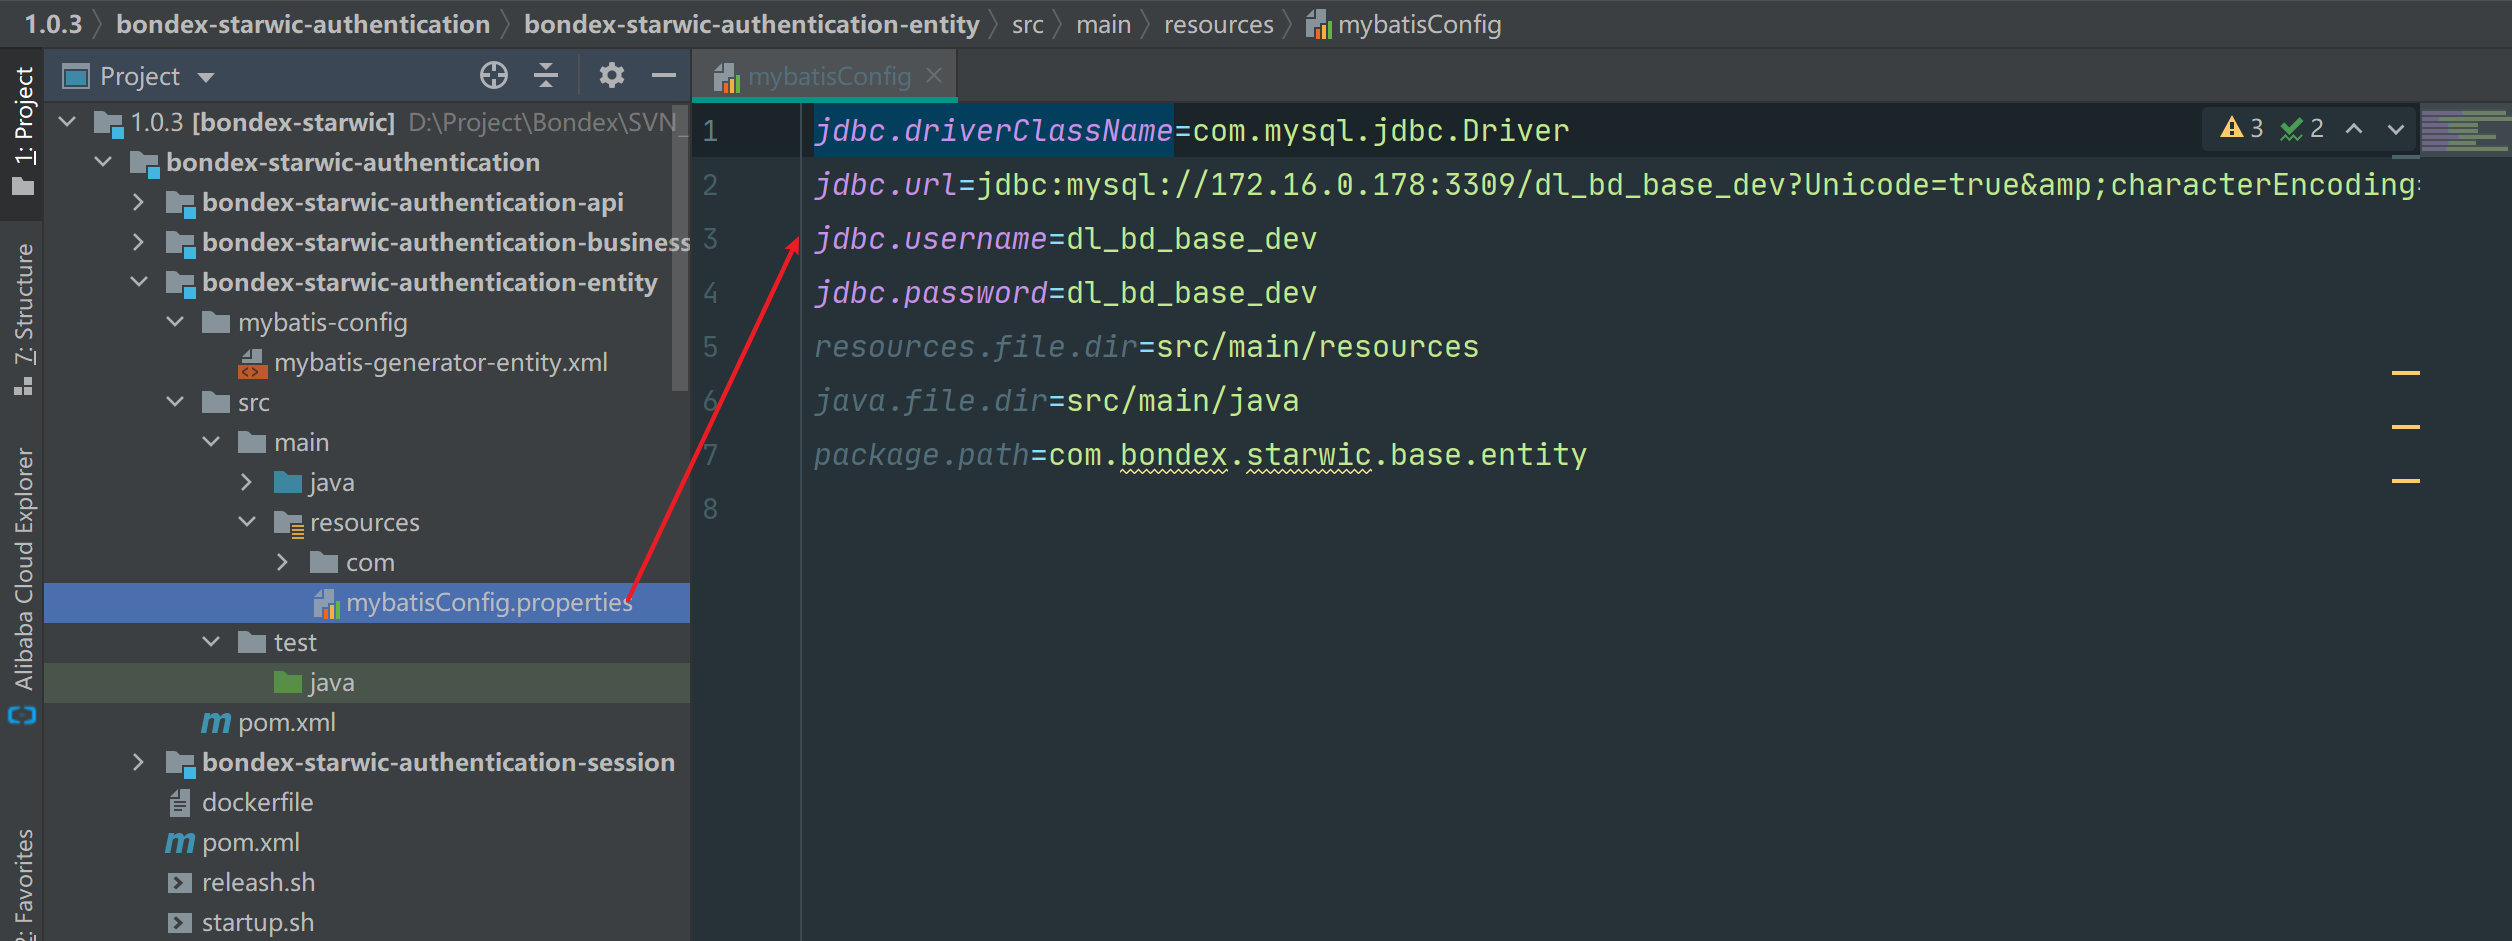 1.0.3 bondex-starwic-authentication bondex-starwic-authentication-entity src main resources mybatisConfig
1: Project
7: Structure
Alibaba Cloud Explorer
2: Favorites
Project
1.0.3 [bondex-starwic] D:\Project\Bondex\SVN_
bondex-starwic-authentication
bondex-starwic-authentication-api
bondex-starwic-authentication-business
bondex-starwic-authentication-entity
mybatis-config
mybatis-generator-entity.xml
src
main
java
resources
com
mybatisConfig.properties
test
java
pom.xml
bondex-starwic-authentication-session
dockerfile
pom.xml
releash.sh
startup.sh
mybatisConfig
3 2
1 jdbc.driverClassName=com.mysql.jdbc.Driver
2 jdbc.url=jdbc:mysql://172.16.0.178:3309/dl_bd_base_dev?Unicode=true&amp;characterEncoding=
3 jdbc.username=dl_bd_base_dev
4 jdbc.password=dl_bd_base_dev
5 resources.file.dir=src/main/resources
6 java.file.dir=src/main/java
7 package.path=com.bondex.starwic.base.entity
8